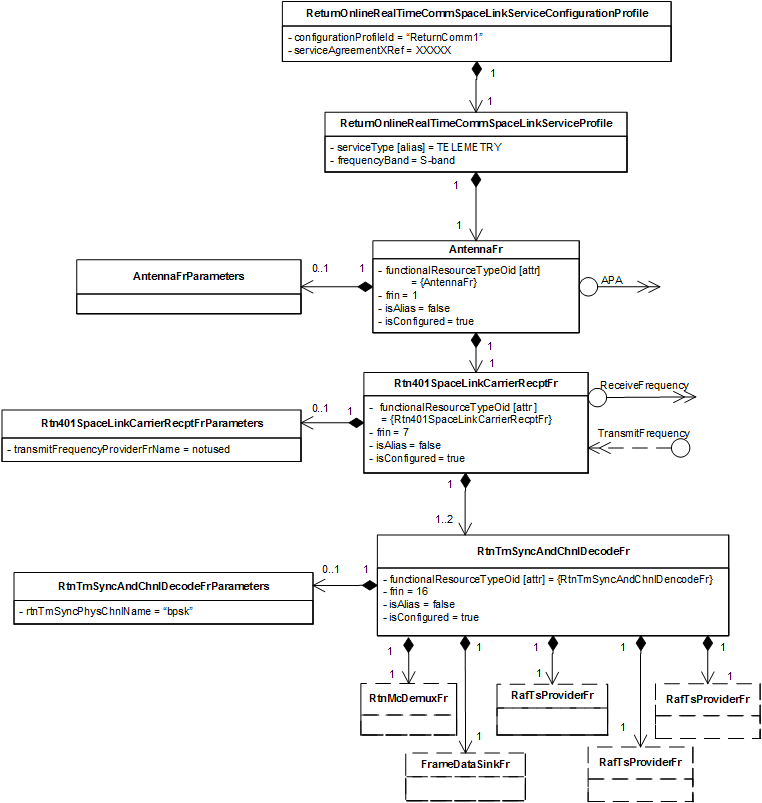 ReturnOnlineRealTimeCommSpaceLinkServiceConfigurationProfile
- configurationProfileId = “ReturnComm1”
- serviceAgreementXRef = XXXXX
1
1
ReturnOnlineRealTimeCommSpaceLinkServiceProfile
- serviceType [alias] = TELEMETRY
- frequencyBand = S-band
1
1
AntennaFr
- functionalResourceTypeOid [attr]
= {AntennaFr}
- frin = 1
- isAlias = false
- isConfigured = true
0..1
1
AntennaFrParameters
APA
1
1
Rtn401SpaceLinkCarrierRecptFr
- functionalResourceTypeOid [attr]
= {Rtn401SpaceLinkCarrierRecptFr}
- frin = 7
- isAlias = false
- isConfigured = true
ReceiveFrequency
TransmitFrequency
0..1
1
Rtn401SpaceLinkCarrierRecptFrParameters
- transmitFrequencyProviderFrName = notused
1
1..2
RtnTmSyncAndChnlDecodeFr
- functionalResourceTypeOid [attr] = {RtnTmSyncAndChnlDencodeFr}
- frin = 16
- isAlias = false
- isConfigured = true
0..1
1
RtnTmSyncAndChnlDecodeFrParameters
- rtnTmSyncPhysChnlName = “bpsk”
1
1
1
1
1
1
1
1
RtnMcDemuxFr
RafTsProviderFr
RafTsProviderFr
1
1
FrameDataSinkFr
RafTsProviderFr